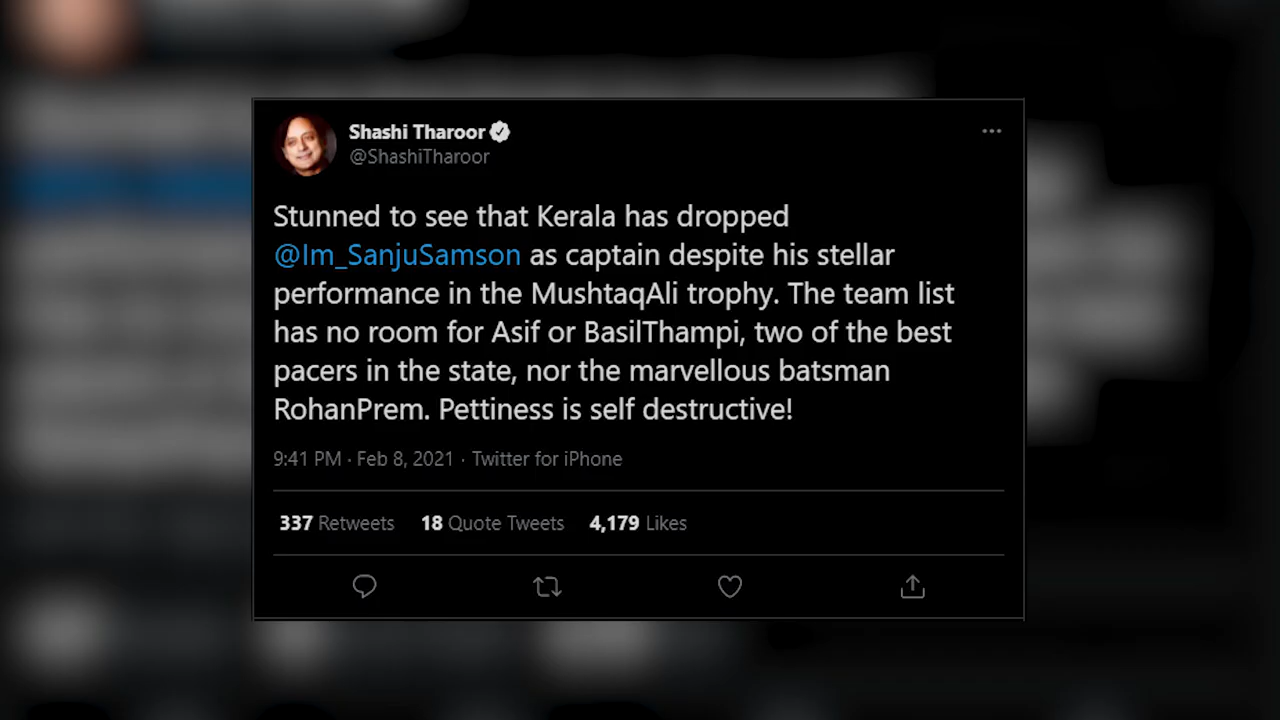 Shashi Tharoor
@ShashiTharoor
Stunned to see that Kerala has dropped
@Im_SanjuSamson as captain despite his stellar
performance in the MushtaqAli trophy. The team list
has no room for Asif or BasilThampi, two of the best
pacers in the state, nor the marvellous batsman
RohanPrem. Pettiness is self destructive!
9:41 PM · Feb 8, 2021 · Twitter for iPhone
337 Retweets 18 Quote Tweets 4,179 Likes